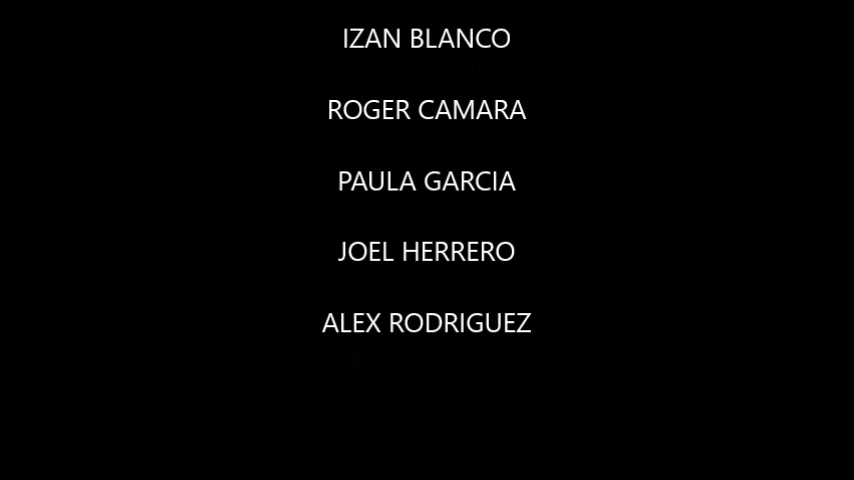 IZAN BLANCO
ROGER CAMARA
PAULA GARCIA
JOEL HERRERO
ALEX RODRIGUEZ